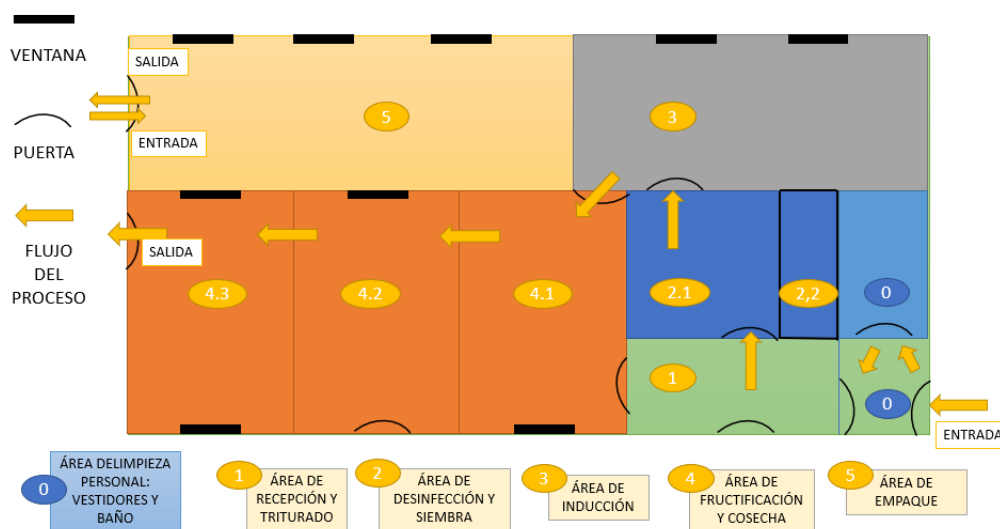 VENTANA
PUERTA
FLUJO
DEL
PROCESO
SALIDA
ENTRADA
5
3
SALIDA
4.3
4.2
4.1
2.1
2,2
0
1
0
ENTRADA
0
ÁREA DELIMPIEZA
PERSONAL:
VESTIDORES Y
BAÑO
1
ÁREA DE
RECEPCIÓN Y
TRITURADO
2
ÁREA DE
DESINFECCIÓN Y
SIEMBRA
3
ÁREA DE
INDUCCIÓN
4
ÁREA DE
FRUCTIFICACIÓN
Y COSECHA
5
ÁREA DE
EMPAQUE